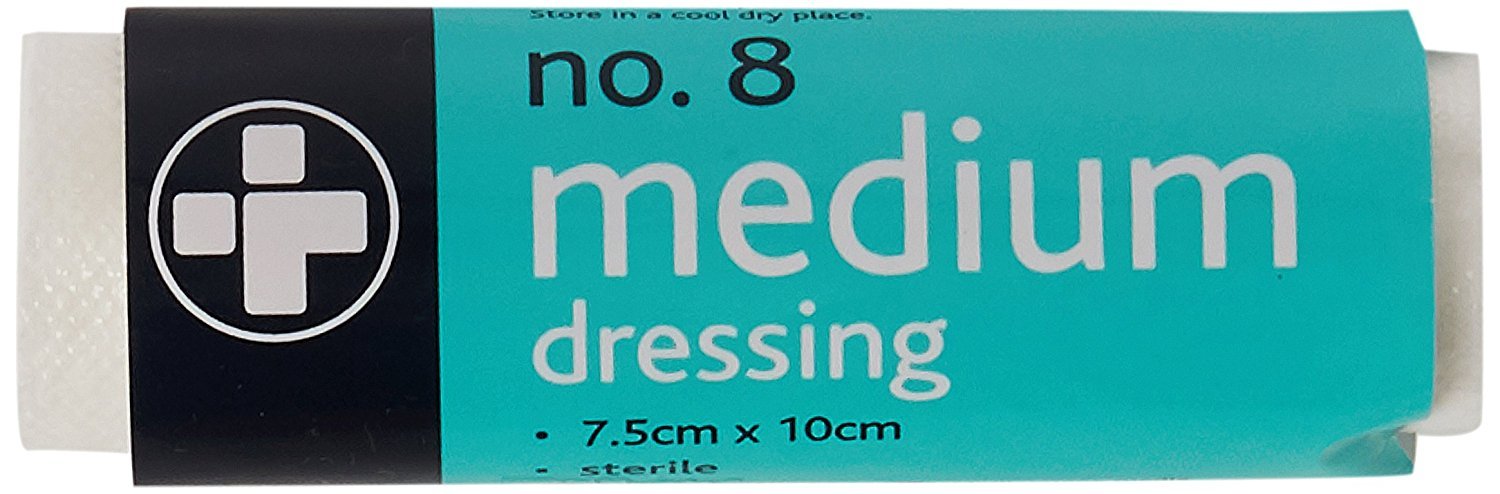 Store in a cool dry place.
no. 8
medium
dressing
• 7.5cm x 10cm
• sterile